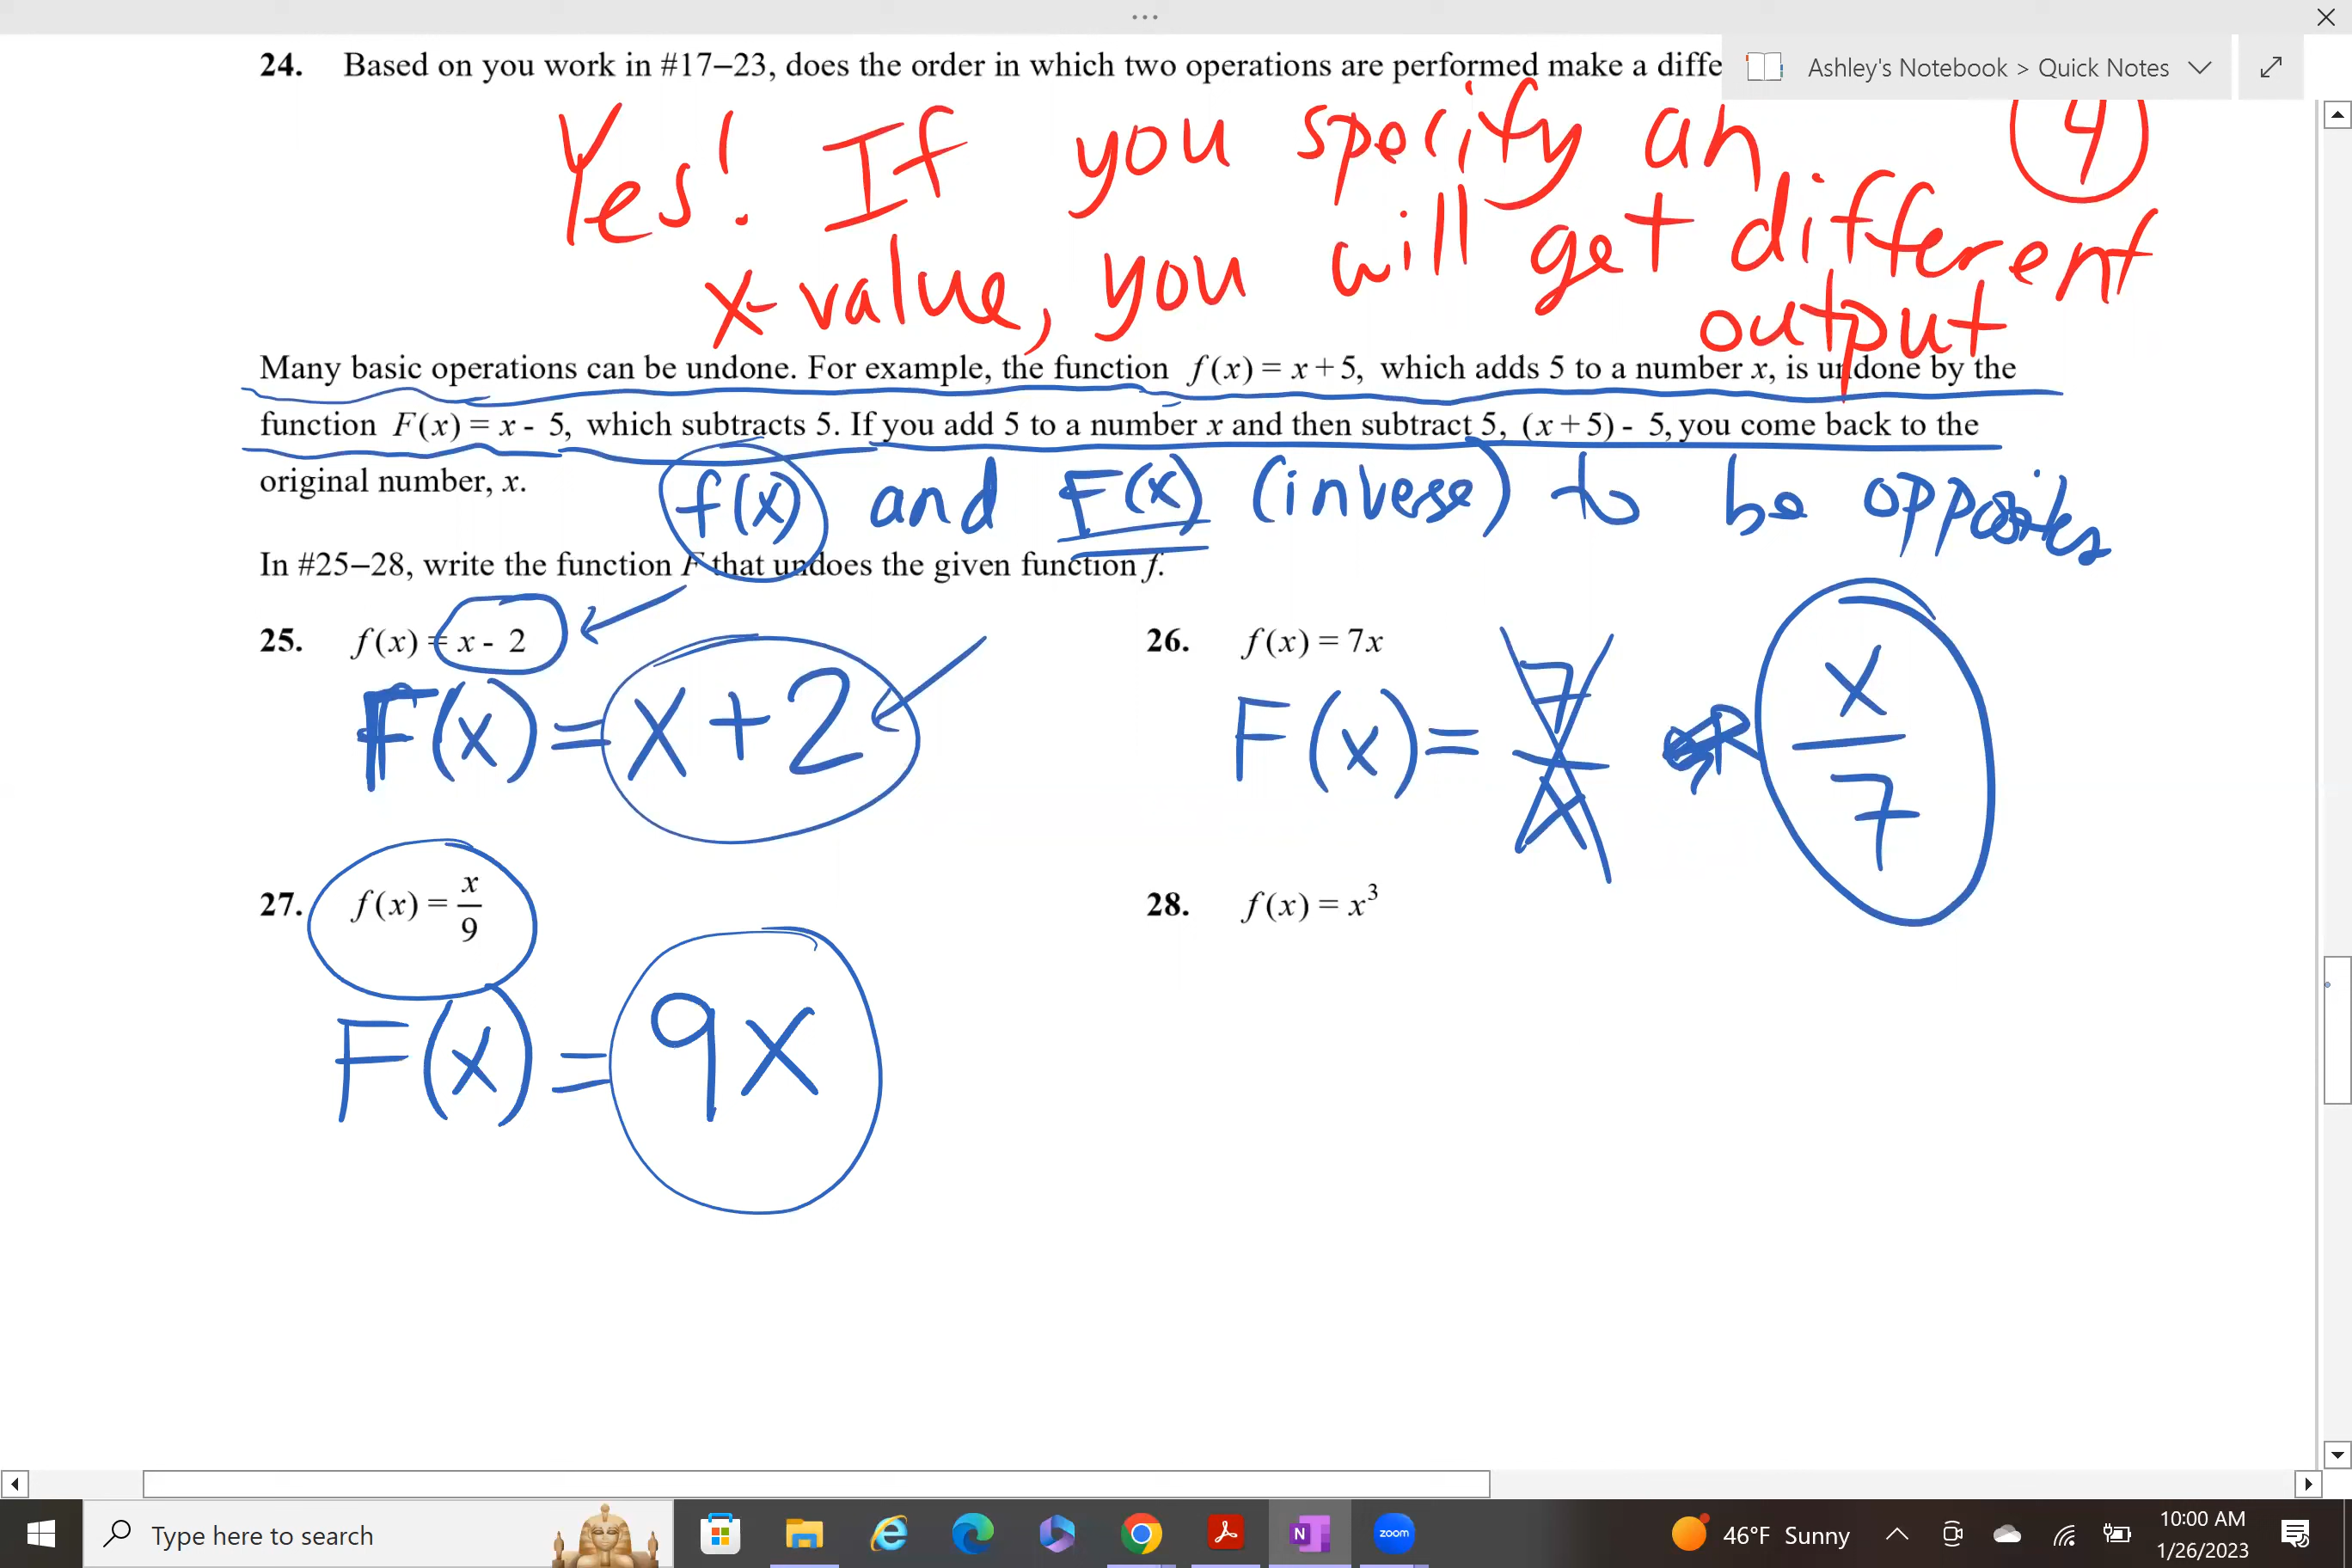 24. Based on you work in #17–23, does the order in which two operations are performed make a diffe
Ashley's Notebook > Quick Notes
Yes! If you specify an
4
x-value, you will get different
output
Many basic operations can be undone. For example, the function f(x) = x + 5, which adds 5 to a number x, is undone by the
function F(x) = x - 5, which subtracts 5. If you add 5 to a number x and then subtract 5, (x + 5) - 5, you come back to the
original number, x.
f(x) and F(x) (inverse) to be opposites
In #25–28, write the function F that undoes the given function f.
25. f(x) = x - 2
F(x) = x + 2
26. f(x) = 7x
F(x) = 7/x x/7
27. f(x) = x/9
F(x) = 9x
28. f(x) = x³
Type here to search
zoom
46°F Sunny
10:00 AM
1/26/2023